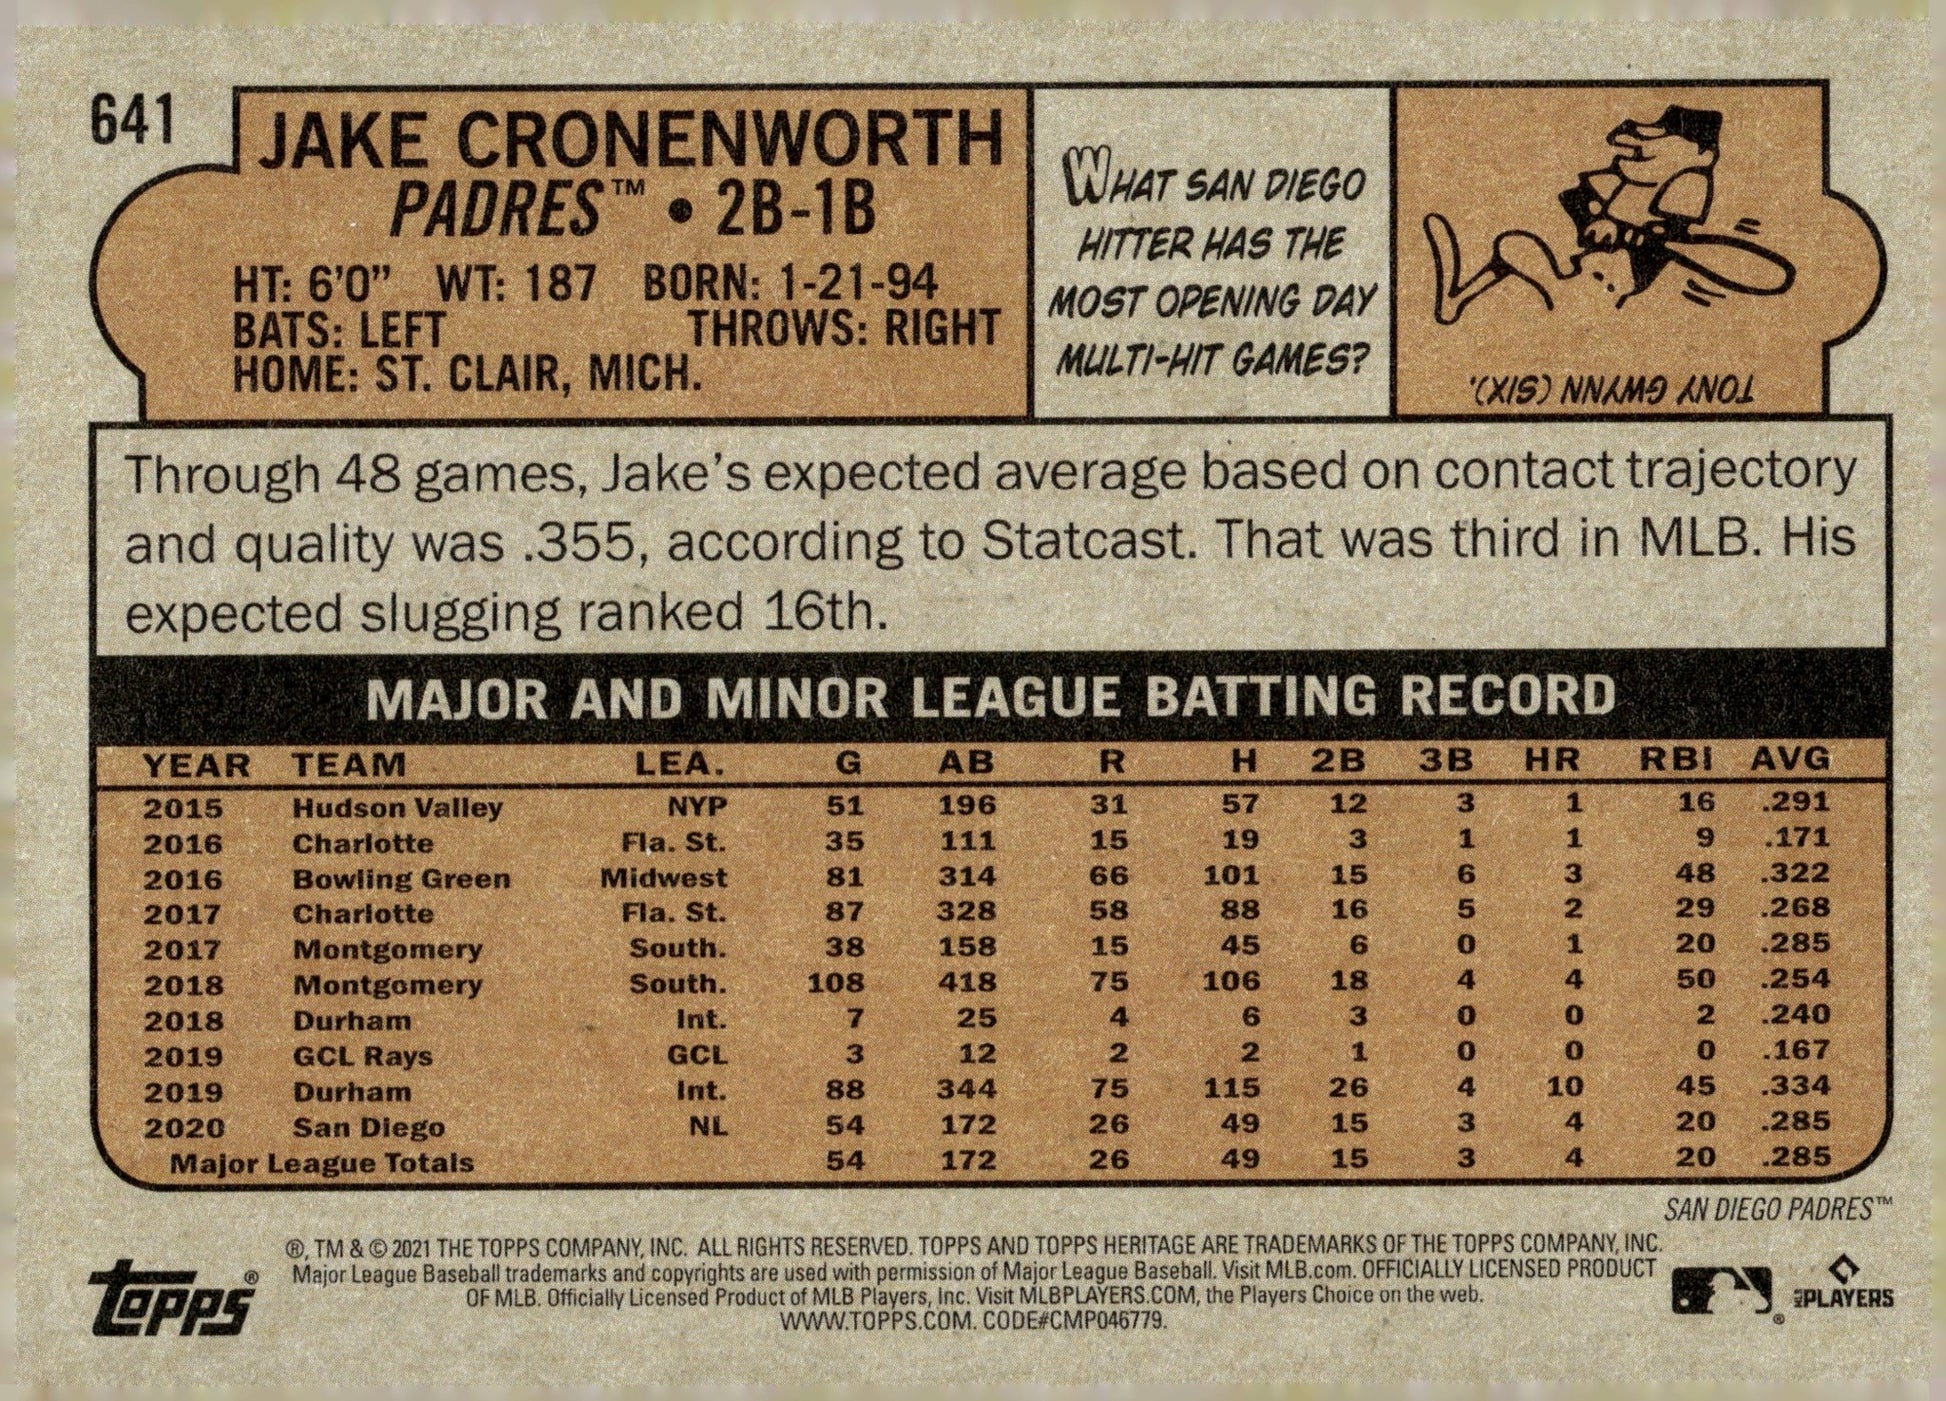 641
JAKE CRONENWORTH
PADRES™ • 2B-1B
HT: 6'0” WT: 187 BORN: 1-21-94
BATS: LEFT THROWS: RIGHT
HOME: ST. CLAIR, MICH.
WHAT SAN DIEGO
HITTER HAS THE
MOST OPENING DAY
MULTI-HIT GAMES?
TONY GWYNN (SIX).
Through 48 games, Jake’s expected average based on contact trajectory
and quality was .355, according to Statcast. That was third in MLB. His
expected slugging ranked 16th.
MAJOR AND MINOR LEAGUE BATTING RECORD
YEAR TEAM LEA. G AB R H 2B 3B HR RBI AVG
2015 Hudson Valley NYP 51 196 31 57 12 3 1 16 .291
2016 Charlotte Fla. St. 35 111 15 19 3 1 1 9 .171
2016 Bowling Green Midwest 81 314 66 101 15 6 3 48 .322
2017 Charlotte Fla. St. 87 328 58 88 16 5 2 29 .268
2017 Montgomery South. 38 158 15 45 6 0 1 20 .285
2018 Montgomery South. 108 418 75 106 18 4 4 50 .254
2018 Durham Int. 7 25 4 6 3 0 0 2 .240
2019 GCL Rays GCL 3 12 2 2 1 0 0 0 .167
2019 Durham Int. 88 344 75 115 26 4 10 45 .334
2020 San Diego NL 54 172 26 49 15 3 4 20 .285
Major League Totals 54 172 26 49 15 3 4 20 .285
SAN DIEGO PADRES™
®, TM & © 2021 THE TOPPS COMPANY, INC. ALL RIGHTS RESERVED. TOPPS AND TOPPS HERITAGE ARE TRADEMARKS OF THE TOPPS COMPANY, INC.
Major League Baseball trademarks and copyrights are used with permission of Major League Baseball. Visit MLB.com. OFFICIALLY LICENSED PRODUCT
OF MLB. Officially Licensed Product of MLB Players, Inc. Visit MLBPLAYERS.COM, the Players Choice on the web.
WWW.TOPPS.COM. CODE#CMP046779.
topps®
MLBPLAYERS